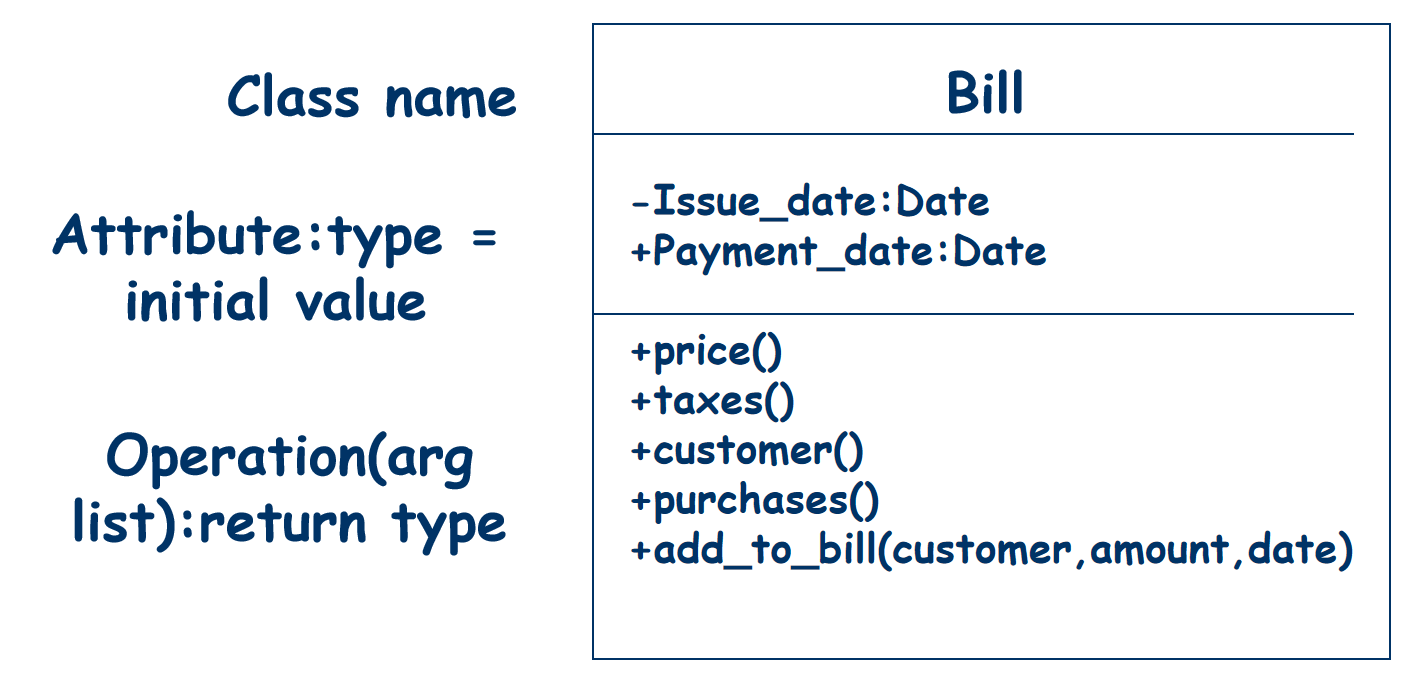 Class name
Attribute:type =
initial value
Operation(arg
list):return type
Bill
-Issue_date:Date
+Payment_date:Date
+price()
+taxes()
+customer()
+purchases()
+add_to_bill(customer,amount,date)